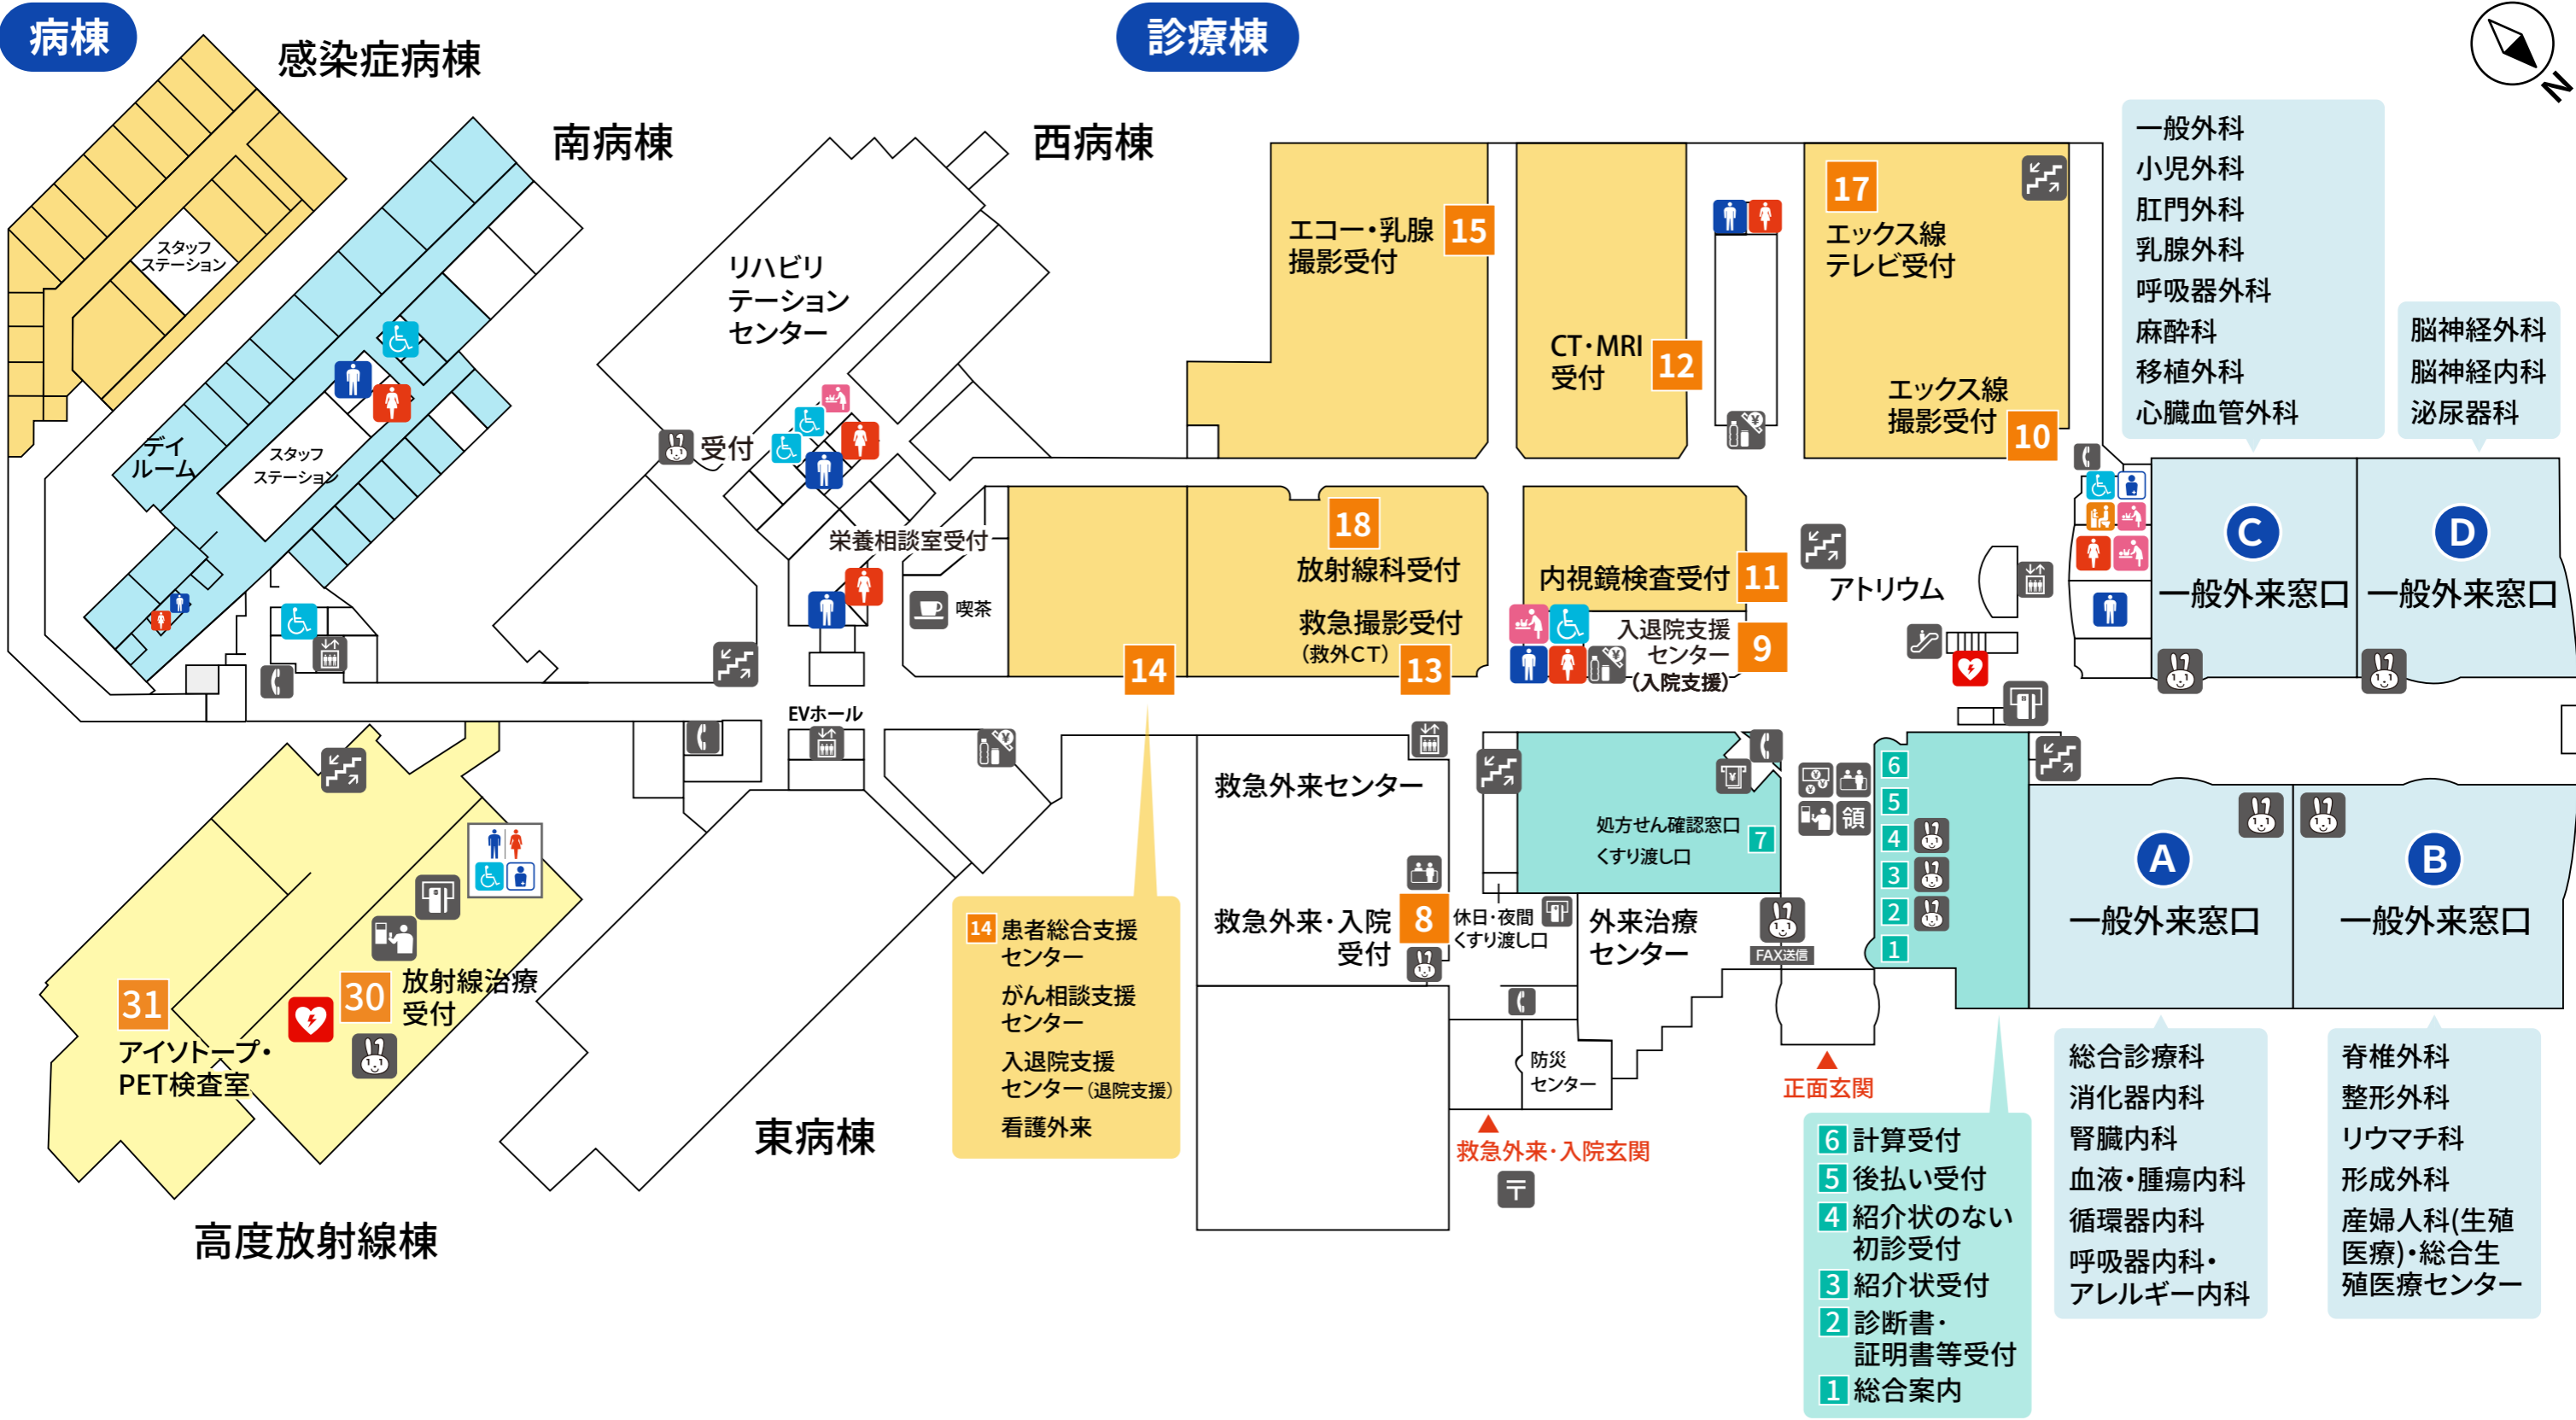 病棟
診療棟
N
感染症病棟
スタッフ
ステーション
南病棟
デイ
ルーム
スタッフ
ステーション
西病棟
リハビリ
テーション
センター
受付
栄養相談室受付
喫茶
EVホール
東病棟
高度放射線棟
31
アイソトープ・
PET検査室
30
放射線治療
受付
エコー・乳腺
撮影受付
15
CT・MRI
受付
12
17
エックス線
テレビ受付
エックス線
撮影受付
10
18
放射線科受付
救急撮影受付
(救外CT)
13
14
内視鏡検査受付
11
入退院支援
センター
(入院支援)
9
アトリウム
一般外科
小児外科
肛門外科
乳腺外科
呼吸器外科
麻酔科
移植外科
心臓血管外科
脳神経外科
脳神経内科
泌尿器科
C
一般外来窓口
D
一般外来窓口
救急外来センター
救急外来・入院
受付
8
休日・夜間
くすり渡し口
処方せん確認窓口
くすり渡し口
7
領
外来治療
センター
FAX送信
防災
センター
正面玄関
救急外来・入院玄関
〒
6
5
4
3
2
1
A
一般外来窓口
B
一般外来窓口
14
患者総合支援
センター
がん相談支援
センター
入退院支援
センター(退院支援)
看護外来
6 計算受付
5 後払い受付
4 紹介状のない
初診受付
3 紹介状受付
2 診断書・
証明書等受付
1 総合案内
総合診療科
消化器内科
腎臓内科
血液・腫瘍内科
循環器内科
呼吸器内科・
アレルギー内科
脊椎外科
整形外科
リウマチ科
形成外科
産婦人科(生殖
医療)・総合生
殖医療センター